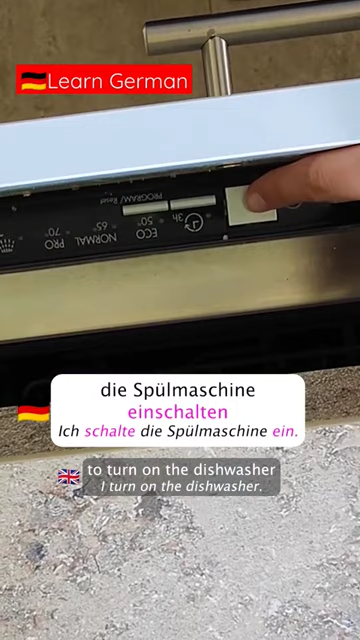 🇩🇪Learn German
PROGRAM/ Reset
3h
ECO 50°
NORMAL 65°
PRO 70°
die Spülmaschine
einschalten
Ich schalte die Spülmaschine ein.
to turn on the dishwasher
I turn on the dishwasher.